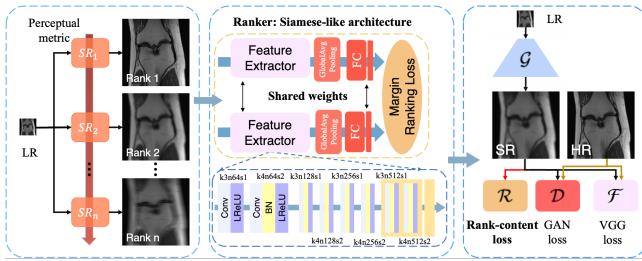 Perceptual
metric
LR
SR1
SR2
SRn
Rank 1
Rank 2
Rank n
Ranker: Siamese-like architecture
Feature
Extractor
GlobalAvg
Pooling
FC
Shared weights
Feature
Extractor
GlobalAvg
Pooling
FC
Margin
Ranking Loss
k3n64s1
k4n64s2
k3n128s1
k3n256s1
k3n512s1
Conv
LReLU
Conv
BN
LReLU
k4n128s2
k4n256s2
k4n512s2
LR
G
SR
HR
R
D
F
Rank-content
loss
GAN
loss
VGG
loss